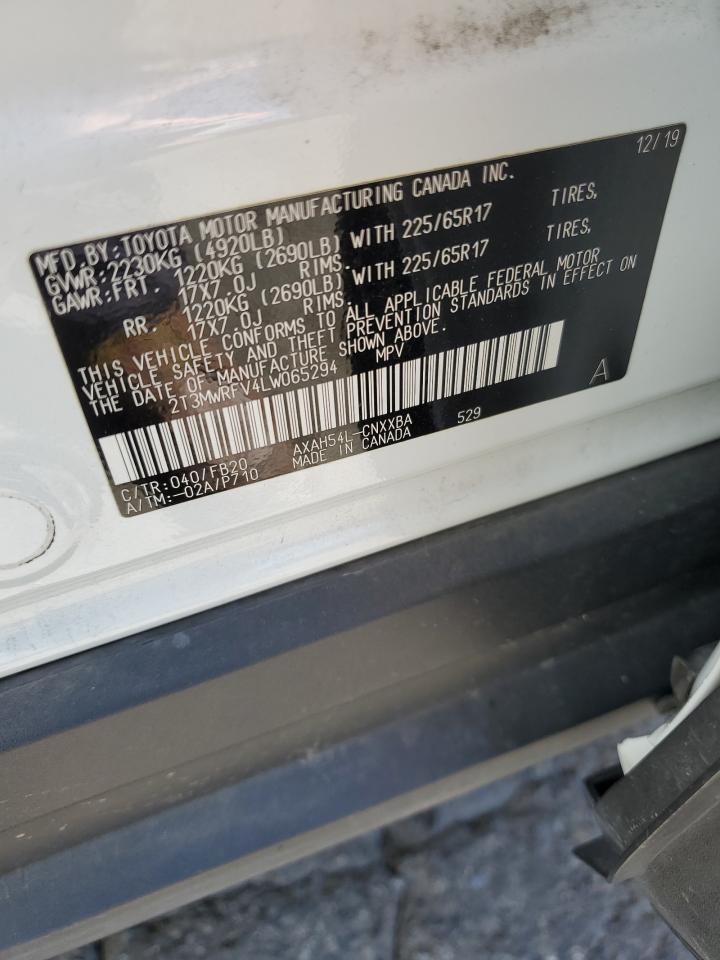 12/19
MFD.BY:TOYOTA MOTOR MANUFACTURING CANADA INC.
GVWR:2230KG (4920LB)
GAWR:FRT. 1220KG (2690LB) WITH 225/65R17 TIRES,
17X7.0J RIMS.
RR. 1220KG (2690LB) WITH 225/65R17 TIRES,
17X7.0J RIMS.
THIS VEHICLE CONFORMS TO ALL APPLICABLE FEDERAL MOTOR
VEHICLE SAFETY AND THEFT PREVENTION STANDARDS IN EFFECT ON
THE DATE OF MANUFACTURE SHOWN ABOVE.
2T3MWRFV4LW065294 MPV
A
C/TR:040/FB20 AXAH54L-CNXXBA 529
A/TM:-02A/P710 MADE IN CANADA